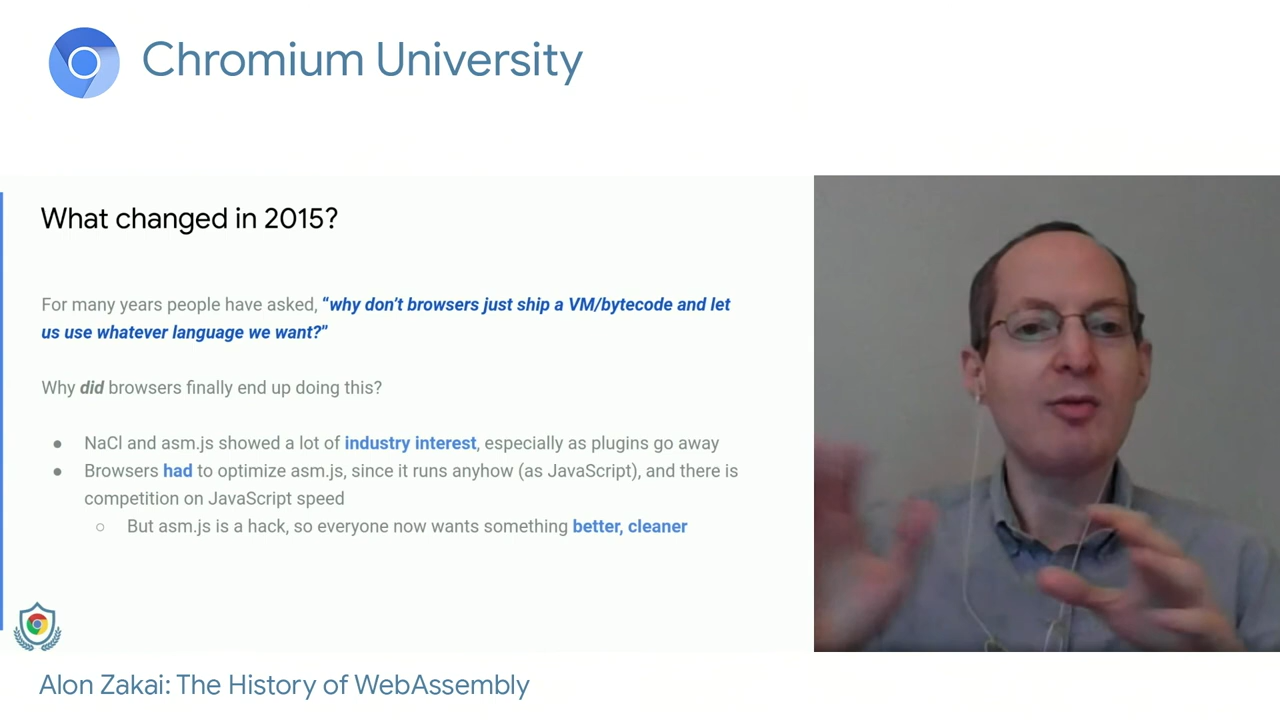 Chromium University
What changed in 2015?
For many years people have asked, “why don’t browsers just ship a VM/bytecode and let
us use whatever language we want?”
Why did browsers finally end up doing this?
● NaCl and asm.js showed a lot of industry interest, especially as plugins go away
● Browsers had to optimize asm.js, since it runs anyhow (as JavaScript), and there is
competition on JavaScript speed
○ But asm.js is a hack, so everyone now wants something better, cleaner
Alon Zakai: The History of WebAssembly